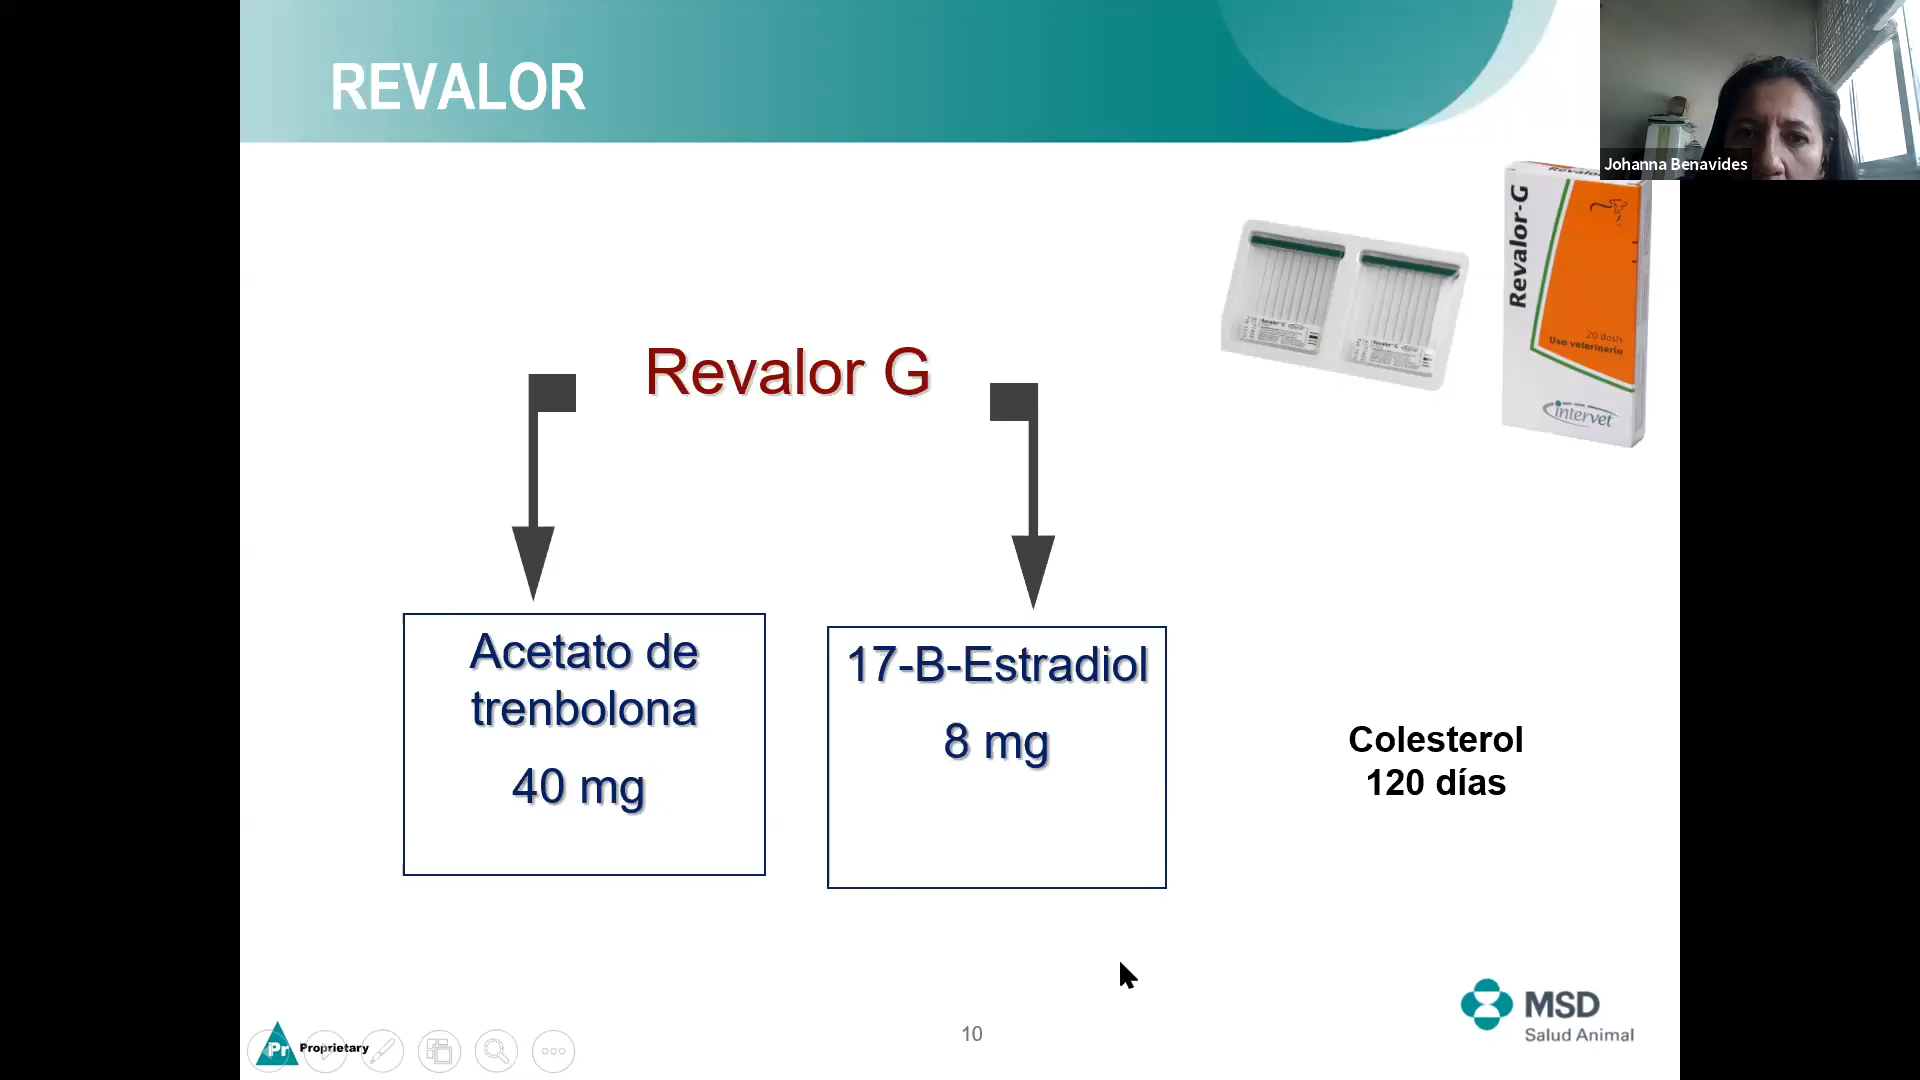 REVALOR
Johanna Benavides
Revalor-G
20 dosis
Uso veterinario
intervet
Revalor G
Acetato de
trenbolona
40 mg
17-B-Estradiol
8 mg
Colesterol
120 días
Pr Proprietary
10
MSD
Salud Animal